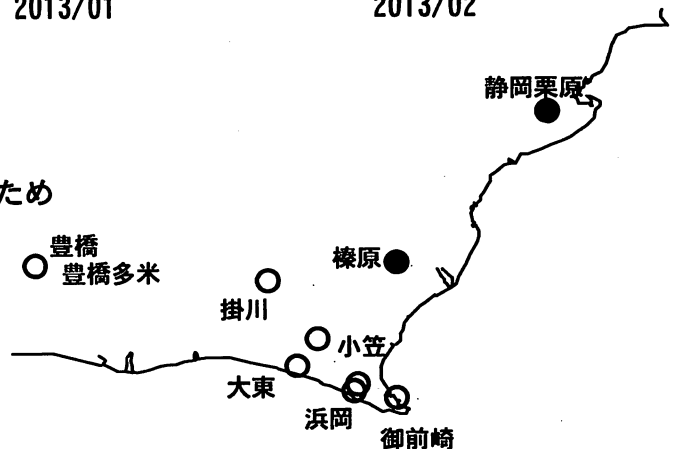 2013/01
2013/02
静岡栗原
ため
豊橋
豊橋多米
榛原
掛川
小笠
大東
浜岡
御前崎